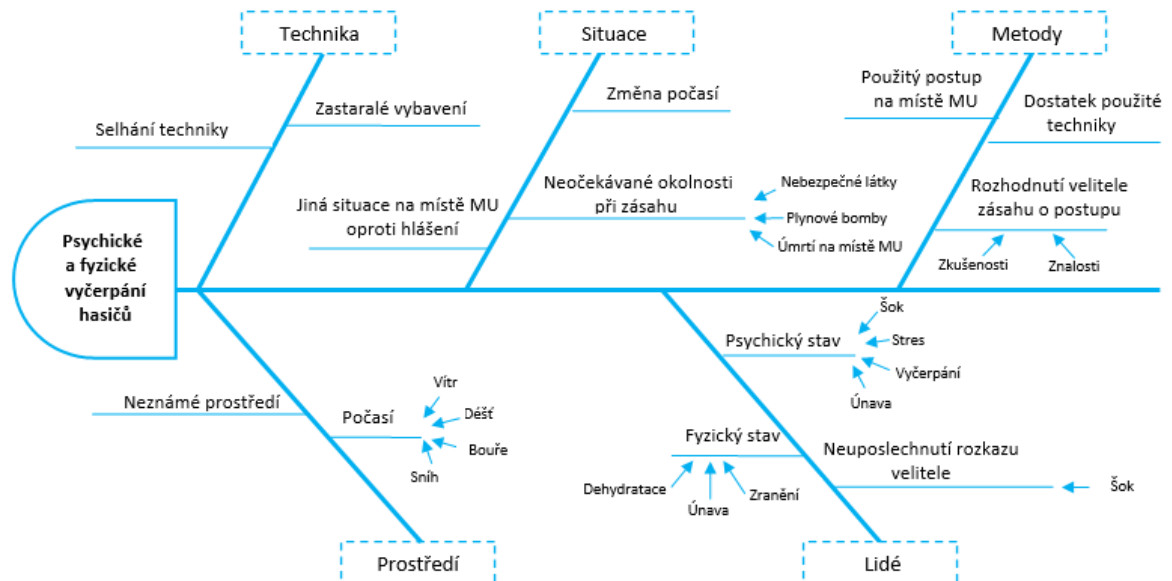 Technika
Situace
Metody
Selhání techniky
Zastaralé vybavení
Změna počasí
Jiná situace na místě MU
oproti hlášení
Neočekávané okolnosti
při zásahu
Nebezpečné látky
Plynové bomby
Úmrtí na místě MU
Použitý postup
na místě MU
Dostatek použité
techniky
Rozhodnutí velitele
zásahu o postupu
Zkušenosti
Znalosti
Psychické
a fyzické
vyčerpání
hasičů
Neznámé prostředí
Počasí
Vítr
Déšť
Bouře
Sníh
Psychický stav
Šok
Stres
Vyčerpání
Únava
Fyzický stav
Dehydratace
Únava
Zranění
Neuposlechnutí rozkazu
velitele
Šok
Prostředí
Lidé